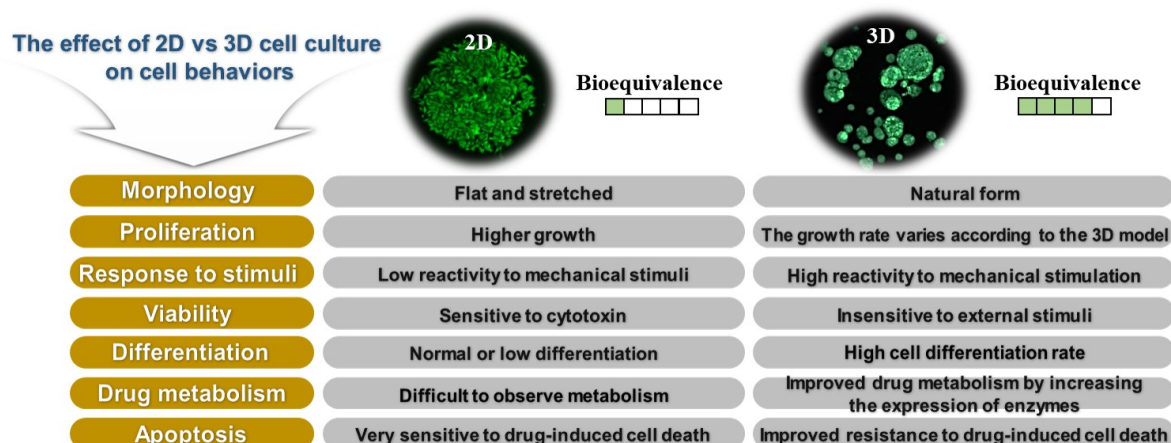 The effect of 2D vs 3D cell culture
on cell behaviors
2D
Bioequivalence
3D
Bioequivalence
Morphology
Flat and stretched
Natural form
Proliferation
Higher growth
The growth rate varies according to the 3D model
Response to stimuli
Low reactivity to mechanical stimuli
High reactivity to mechanical stimulation
Viability
Sensitive to cytotoxin
Insensitive to external stimuli
Differentiation
Normal or low differentiation
High cell differentiation rate
Drug metabolism
Difficult to observe metabolism
Improved drug metabolism by increasing
the expression of enzymes
Apoptosis
Very sensitive to drug-induced cell death
Improved resistance to drug-induced cell death